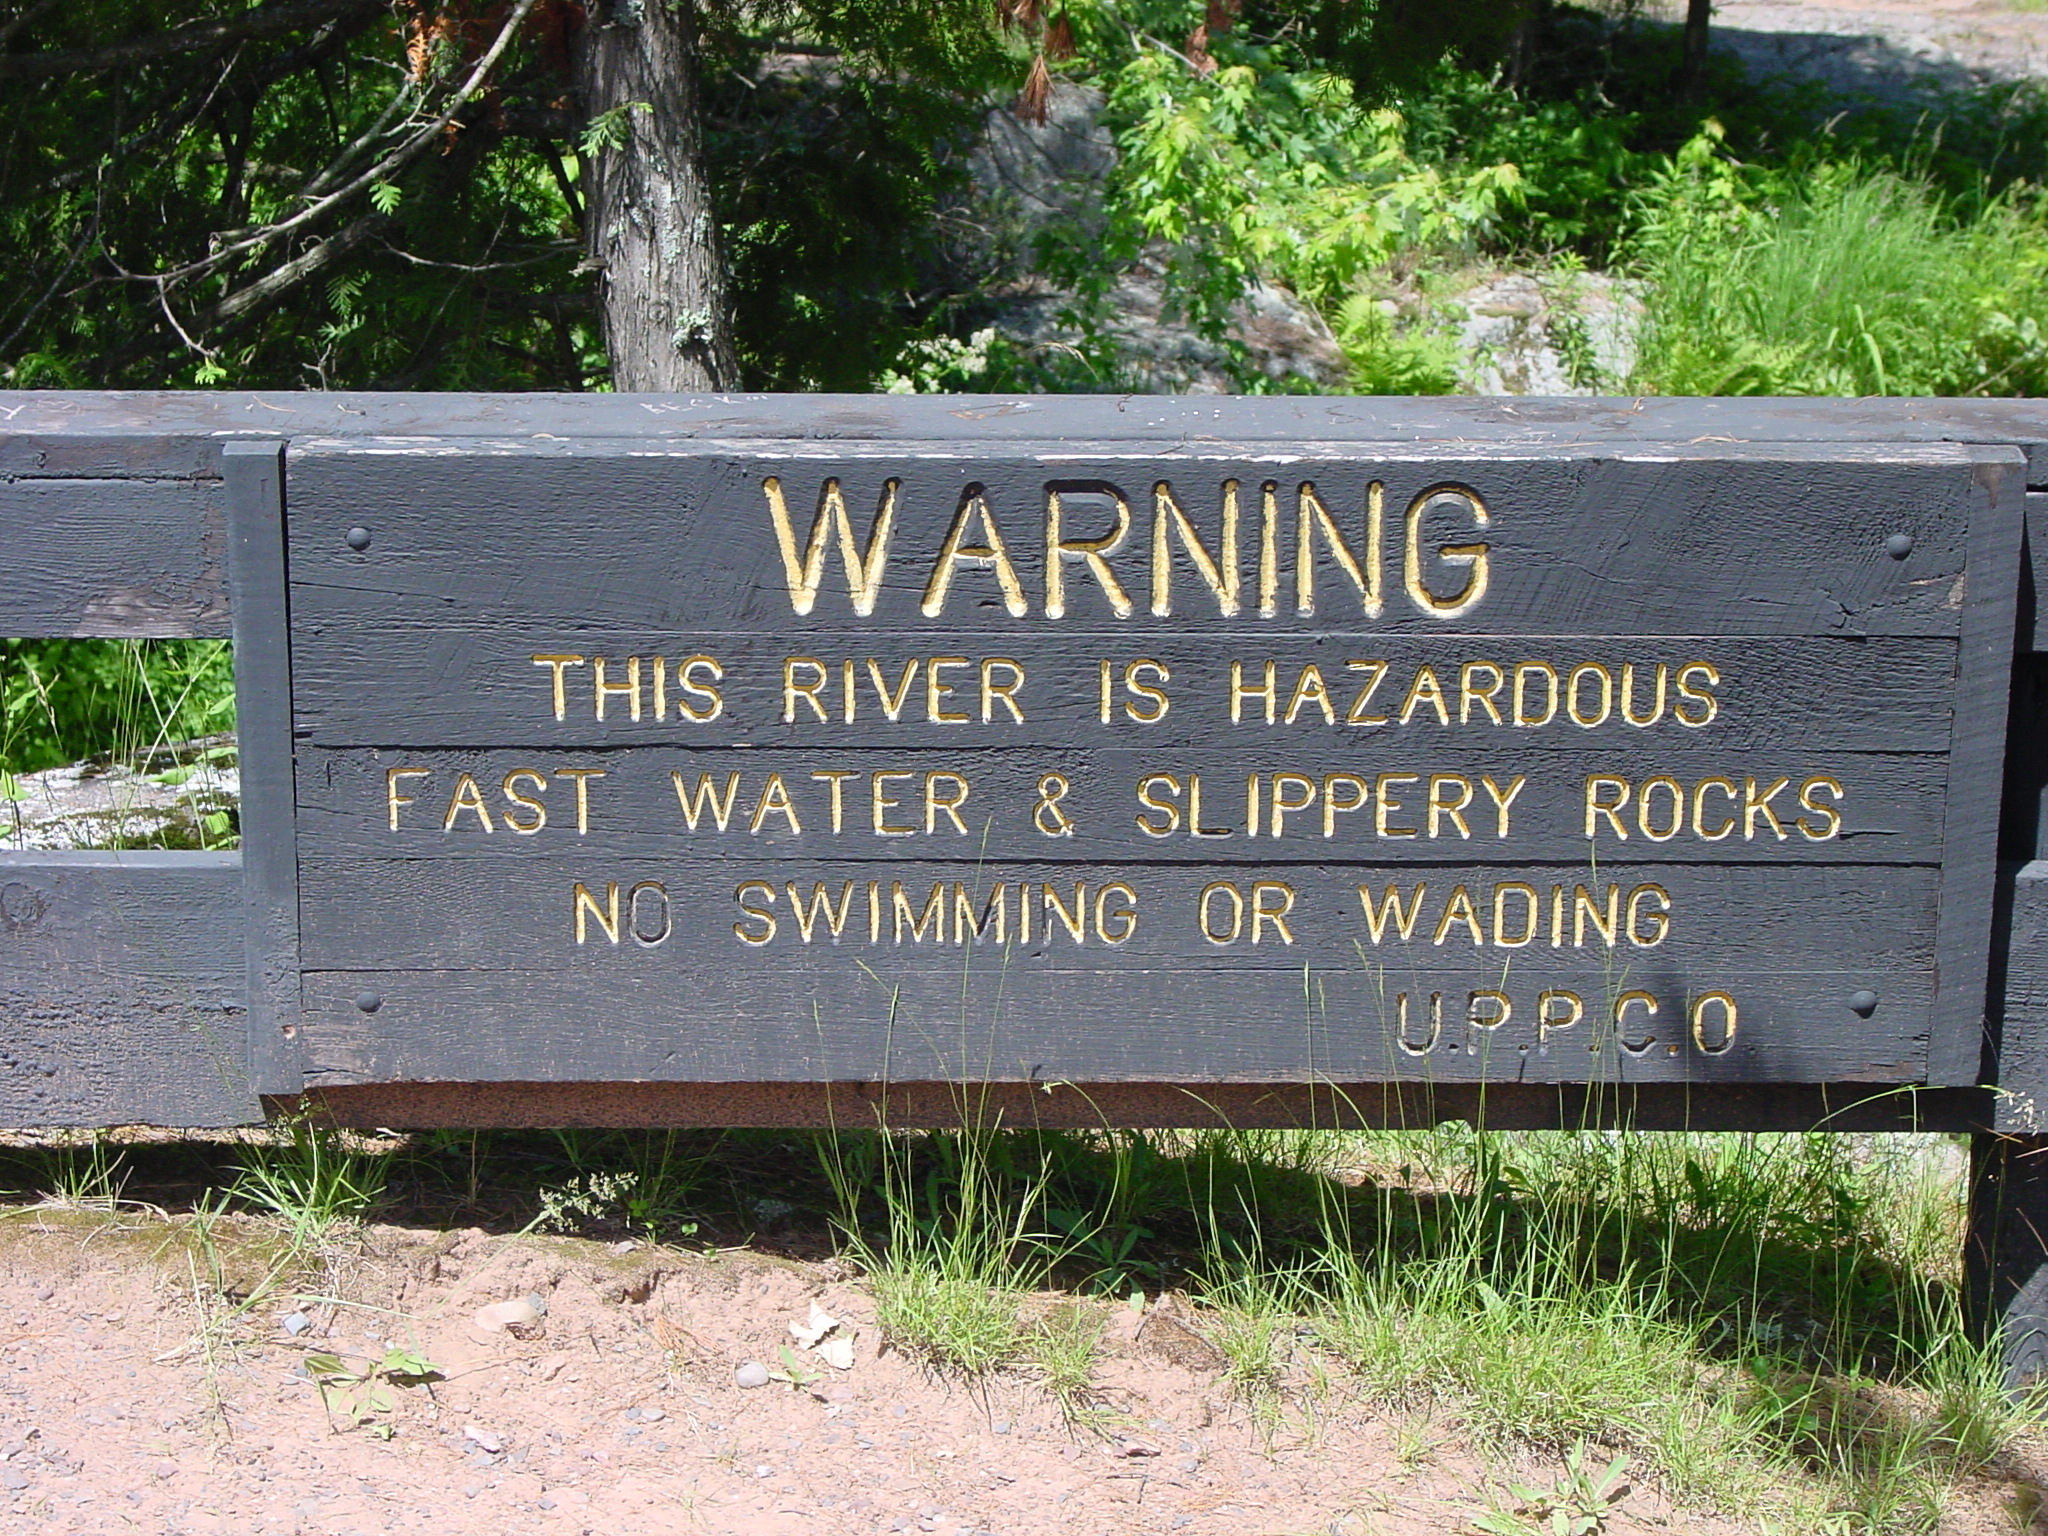 WARNING
THIS RIVER IS HAZARDOUS
FAST WATER & SLIPPERY ROCKS
NO SWIMMING OR WADING
U.P.P.C.O